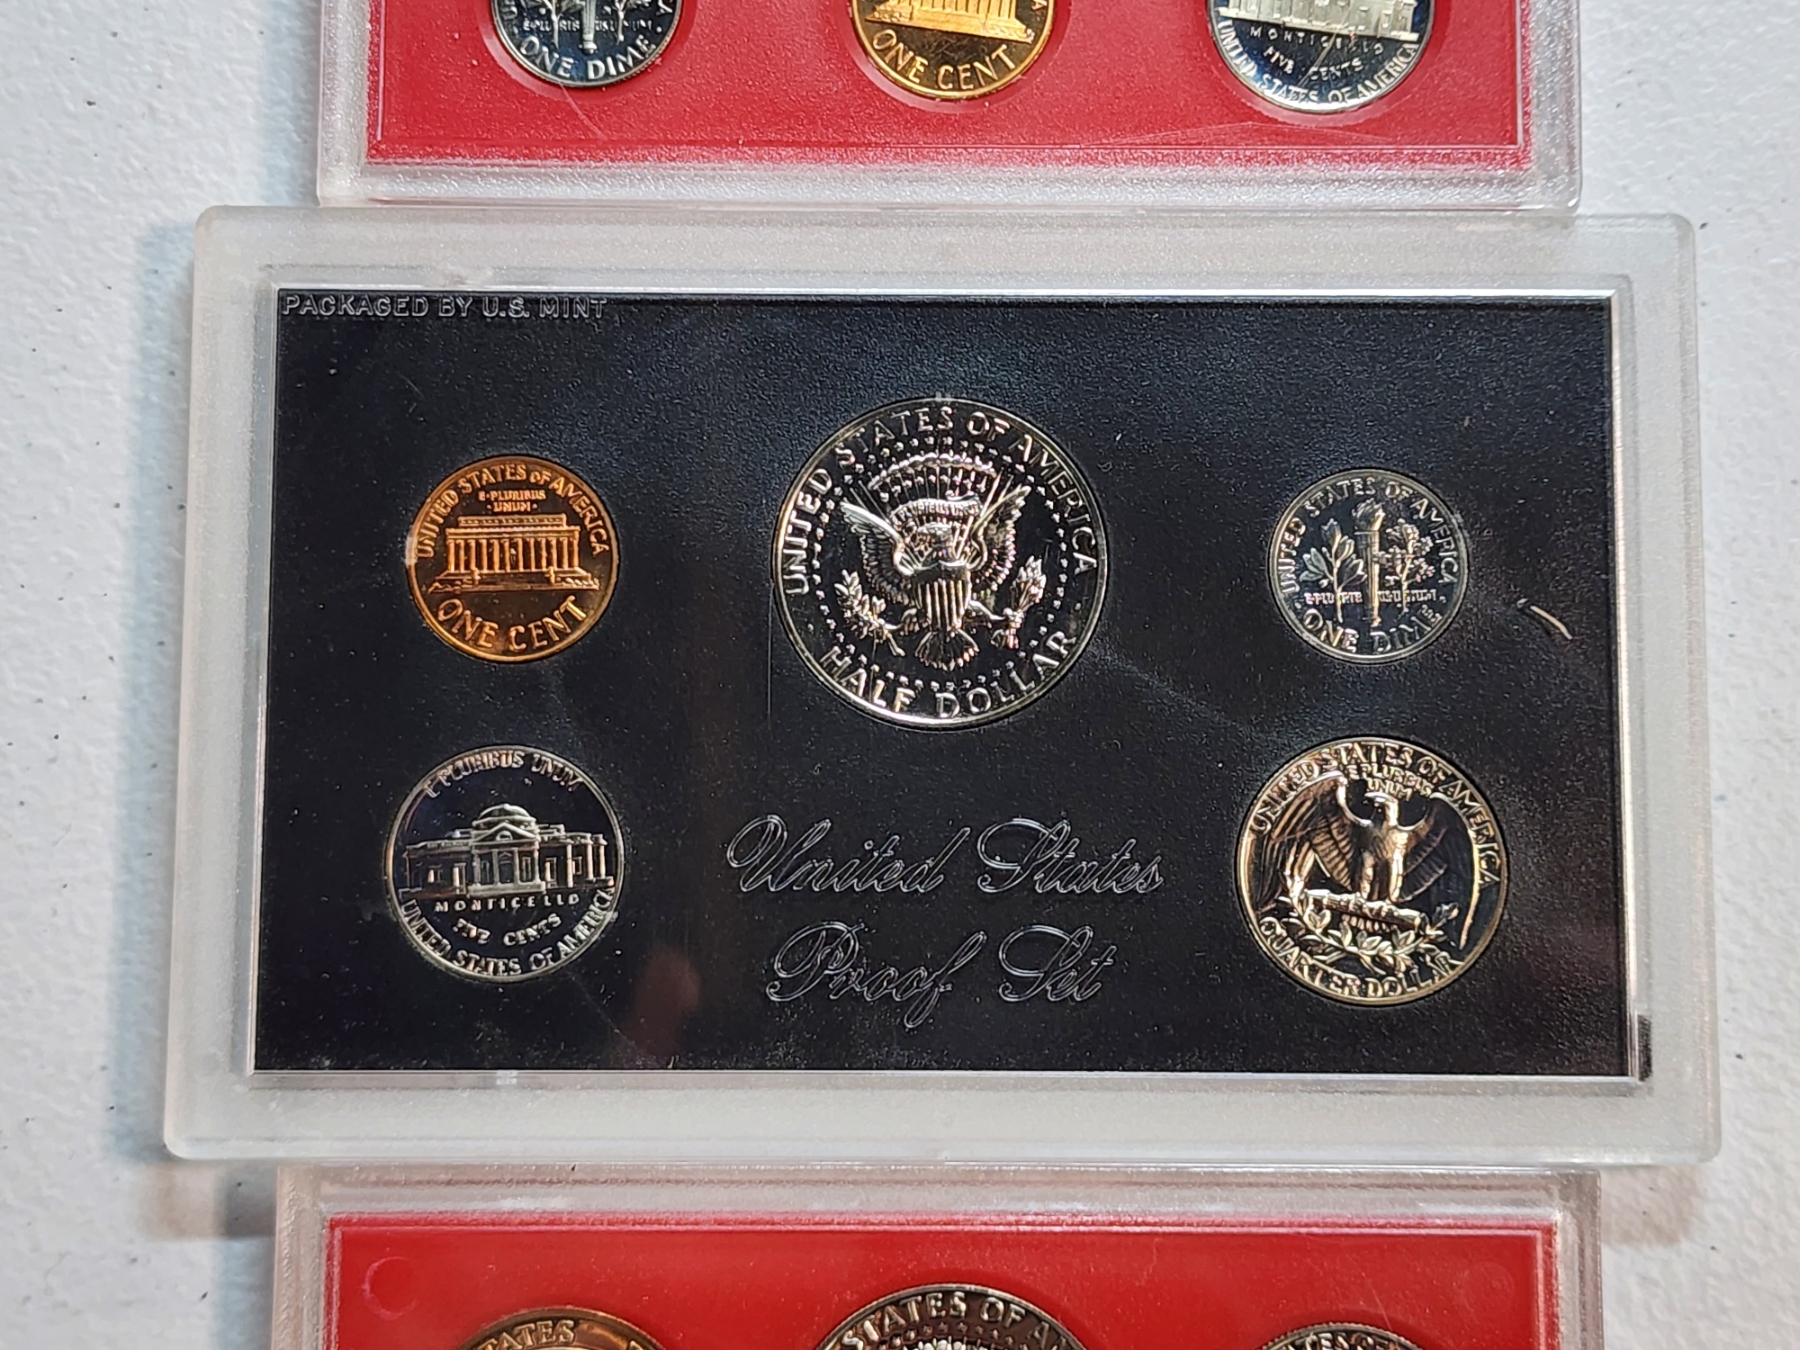 E·PLURIBUS UNUM
ONE DIME
ONE CENT
MONTICELLO
FIVE CENTS
UNITED STATES OF AMERICA
PACKAGED BY U.S. MINT
UNITED STATES OF AMERICA
E·PLURIBUS
·UNUM·
ONE CENT
UNITED STATES OF AMERICA
HALF DOLLAR
UNITED STATES OF AMERICA
ONE DIME
E PLURIBUS UNUM
MONTICELLO
FIVE CENTS
UNITED STATES OF AMERICA
UNITED STATES OF AMERICA
E PLURIBUS
UNUM
QUARTER DOLLAR
United States
Proof Set
STATES
STATES OF